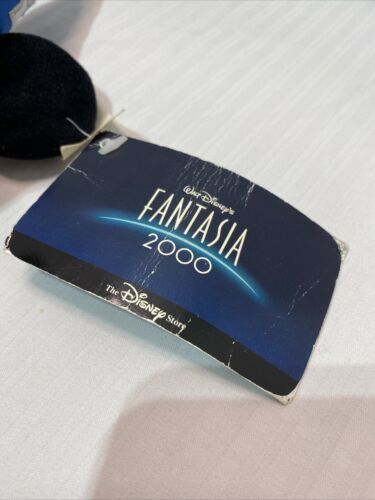 Walt Disney's
FANTASIA
2000
The Disney Store